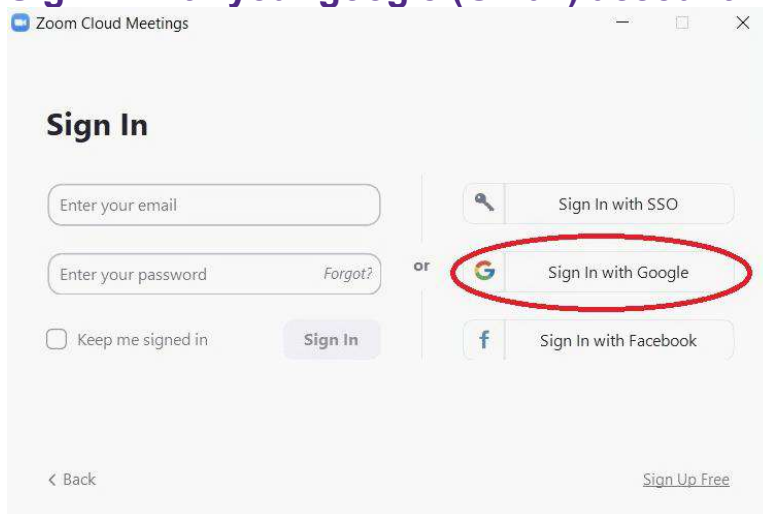 Zoom Cloud Meetings
Sign In
Enter your email
Enter your password Forgot?
Keep me signed in
Sign In
or
Sign In with SSO
G Sign In with Google
f Sign In with Facebook
< Back
Sign Up Free